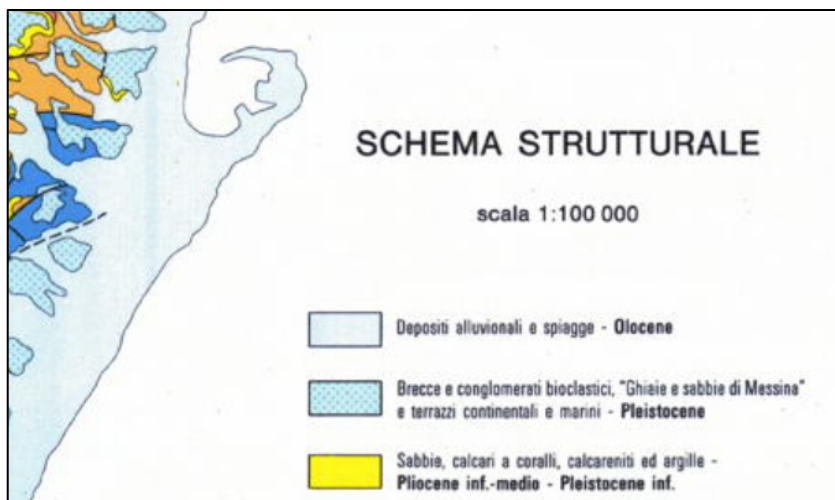 SCHEMA STRUTTURALE
scala 1:100 000
Depositi alluvionali e spiagge - Olocene
Brecce e conglomerati bioclastici, "Ghiaie e sabbie di Messina"
e terrazzi continentali e marini - Pleistocene
Sabbie, calcari a coralli, calcareniti ed argille -
Pliocene inf.-medio - Pleistocene inf.